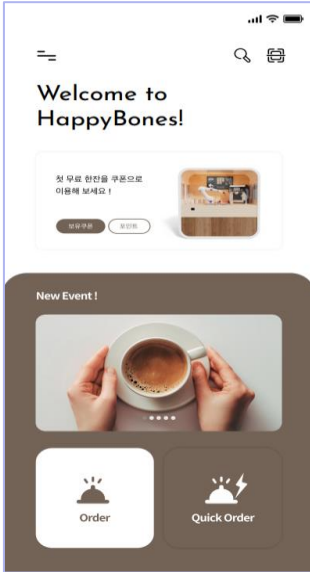 Welcome to
HappyBones!
첫 무료 한잔을 쿠폰으로
이용해 보세요 !
보유쿠폰 포인트
New Event !
Order Quick Order